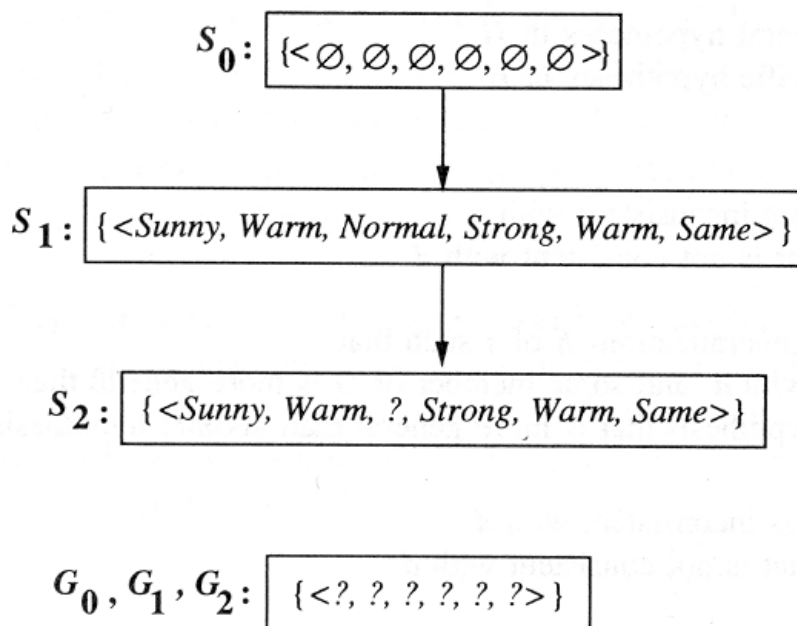 S0: {<∅, ∅, ∅, ∅, ∅, ∅>}
S1: {<Sunny, Warm, Normal, Strong, Warm, Same>}
S2: {<Sunny, Warm, ?, Strong, Warm, Same>}
G0, G1, G2: {<?, ?, ?, ?, ?, ?>}